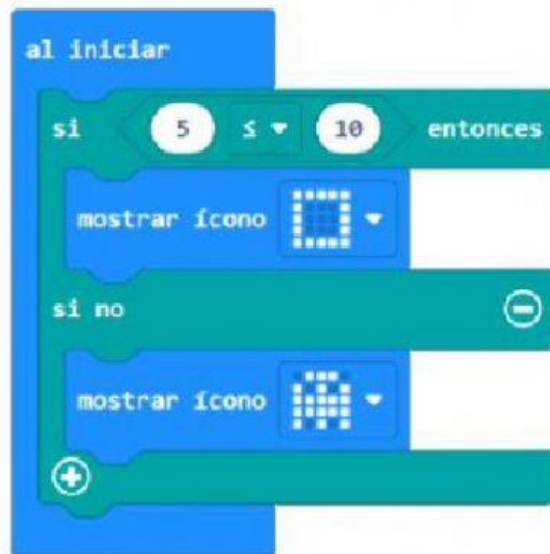 al iniciar
si 5 ≤ 10 entonces
mostrar ícono
si no
mostrar ícono